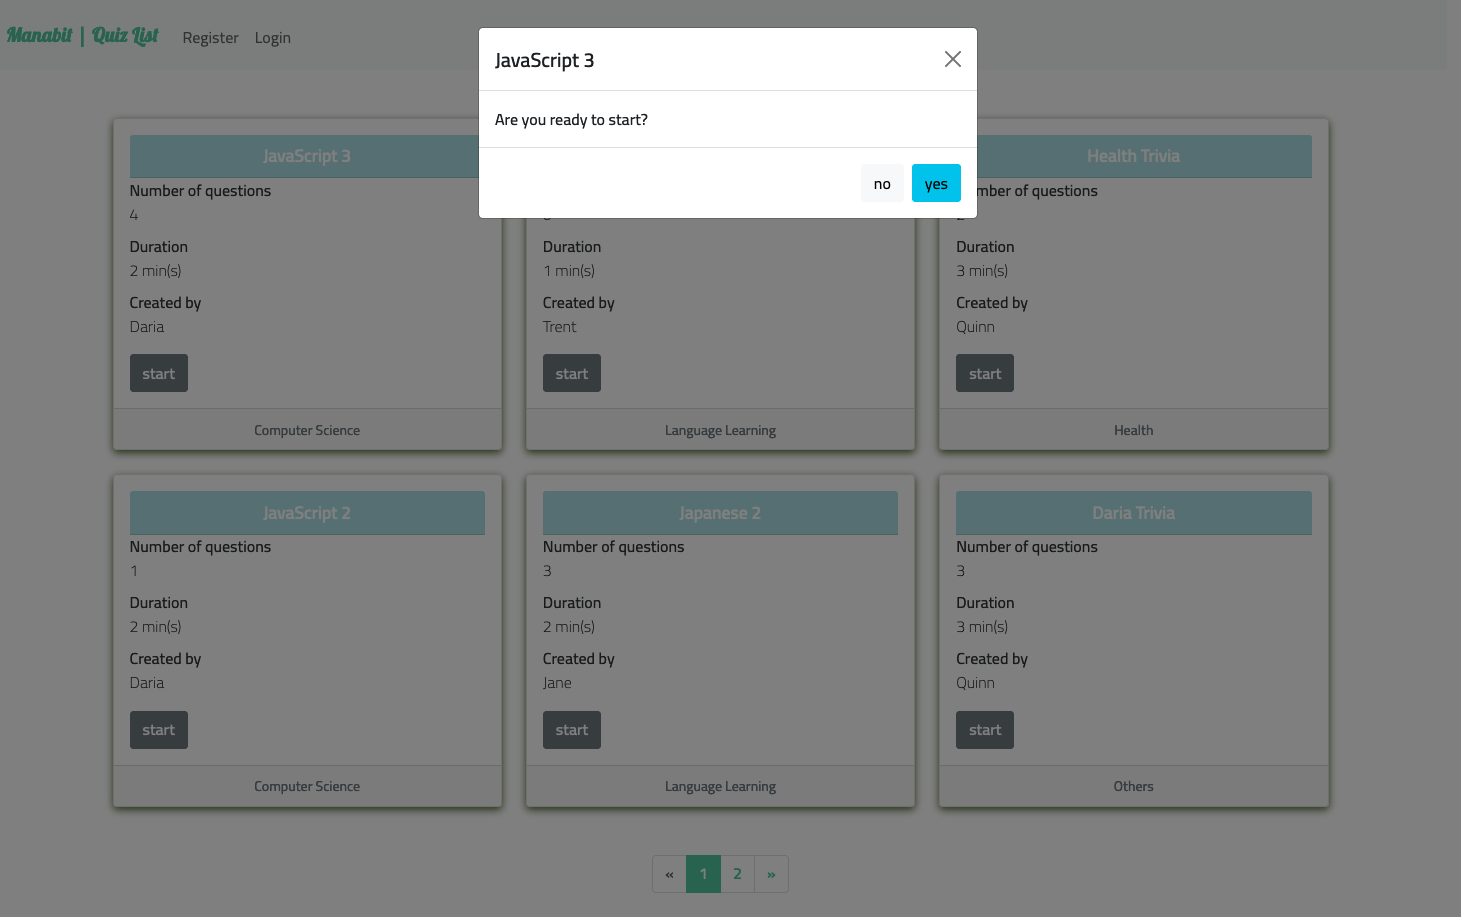 Manabit | Quiz List Register Login
JavaScript 3
Are you ready to start?
no yes
JavaScript 3
Number of questions
4
Duration
2 min(s)
Created by
Daria
start
Computer Science
Duration
1 min(s)
Created by
Trent
start
Language Learning
Health Trivia
mber of questions
Duration
3 min(s)
Created by
Quinn
start
Health
JavaScript 2
Number of questions
1
Duration
2 min(s)
Created by
Daria
start
Computer Science
Japanese 2
Number of questions
3
Duration
2 min(s)
Created by
Jane
start
Language Learning
Daria Trivia
Number of questions
3
Duration
3 min(s)
Created by
Quinn
start
Others
« 1 2 »